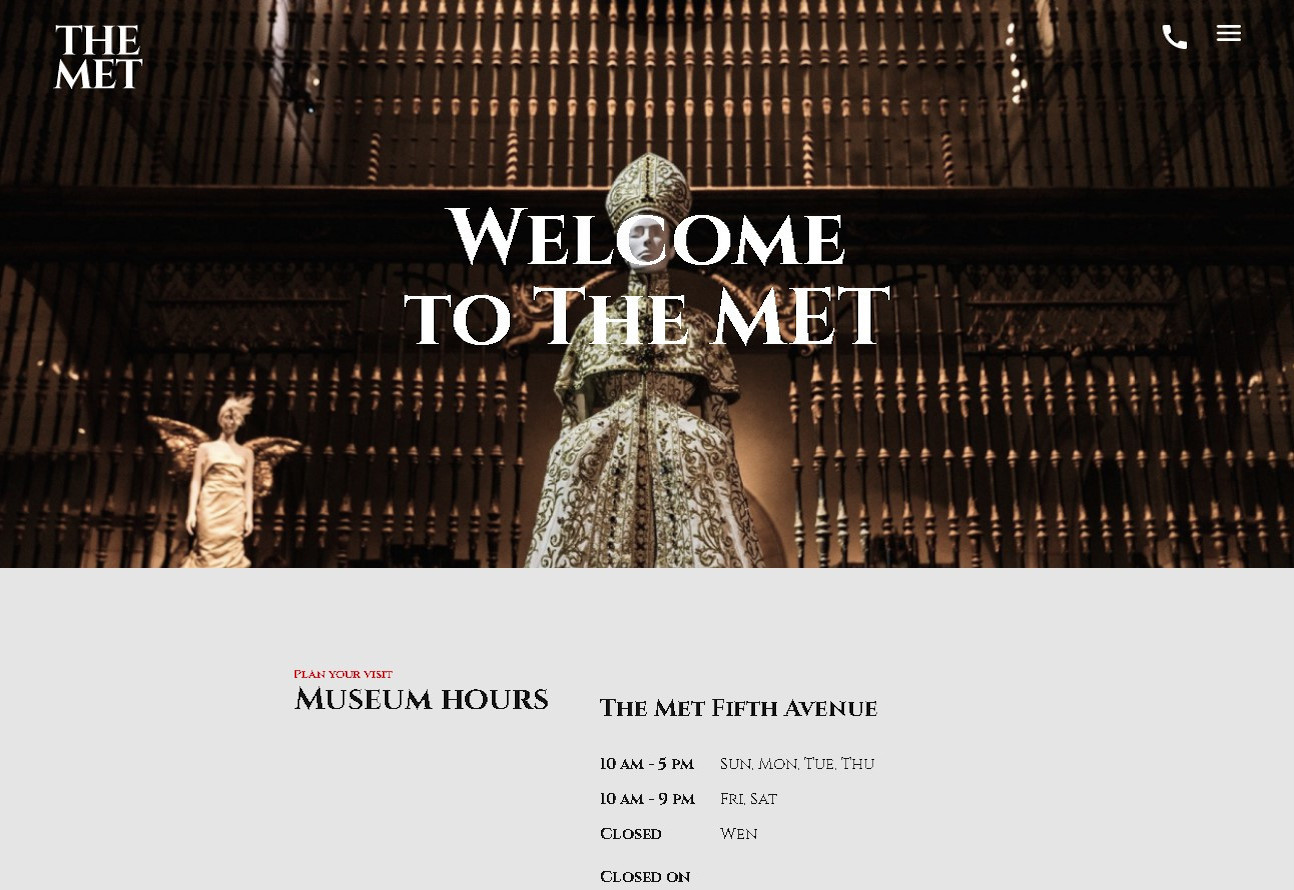 THE
MET
Welcome
to The MET
Plan your visit
Museum hours
The Met Fifth Avenue
10 am - 5 pm Sun, Mon, Tue, Thu
10 am - 9 pm Fri, Sat
Closed Wen
Closed on